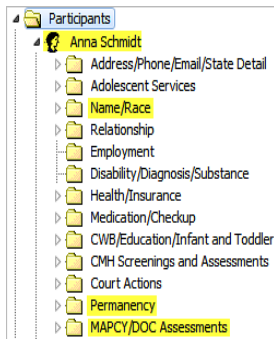 Participants
Anna Schmidt
Address/Phone/Email/State Detail
Adolescent Services
Name/Race
Relationship
Employment
Disability/Diagnosis/Substance
Health/Insurance
Medication/Checkup
CWB/Education/Infant and Toddler
CMH Screenings and Assessments
Court Actions
Permanency
MAPCY/DOC Assessments